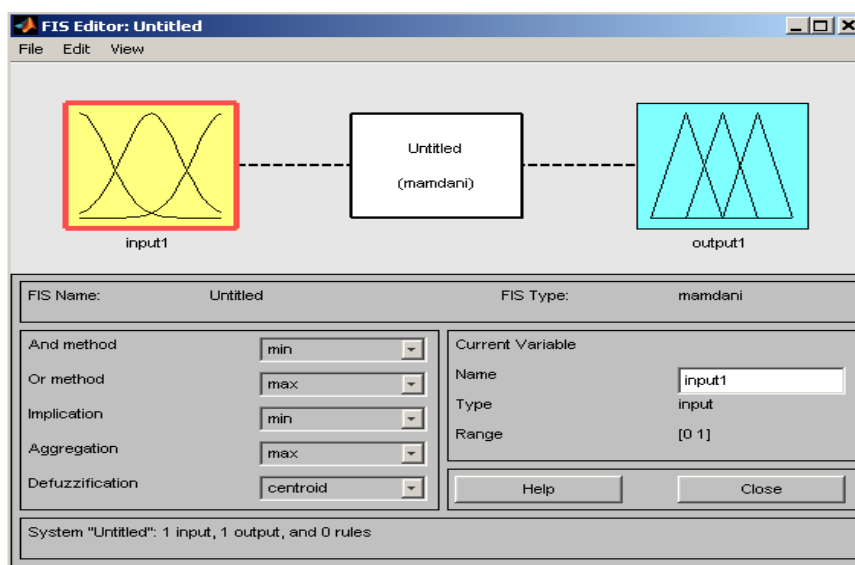 FIS Editor: Untitled
File Edit View
Untitled
(mamdani)
input1
output1
FIS Name: Untitled FIS Type: mamdani
And method min
Or method max
Implication min
Aggregation max
Defuzzification centroid
Current Variable
Name input1
Type input
Range [0 1]
Help Close
System "Untitled": 1 input, 1 output, and 0 rules